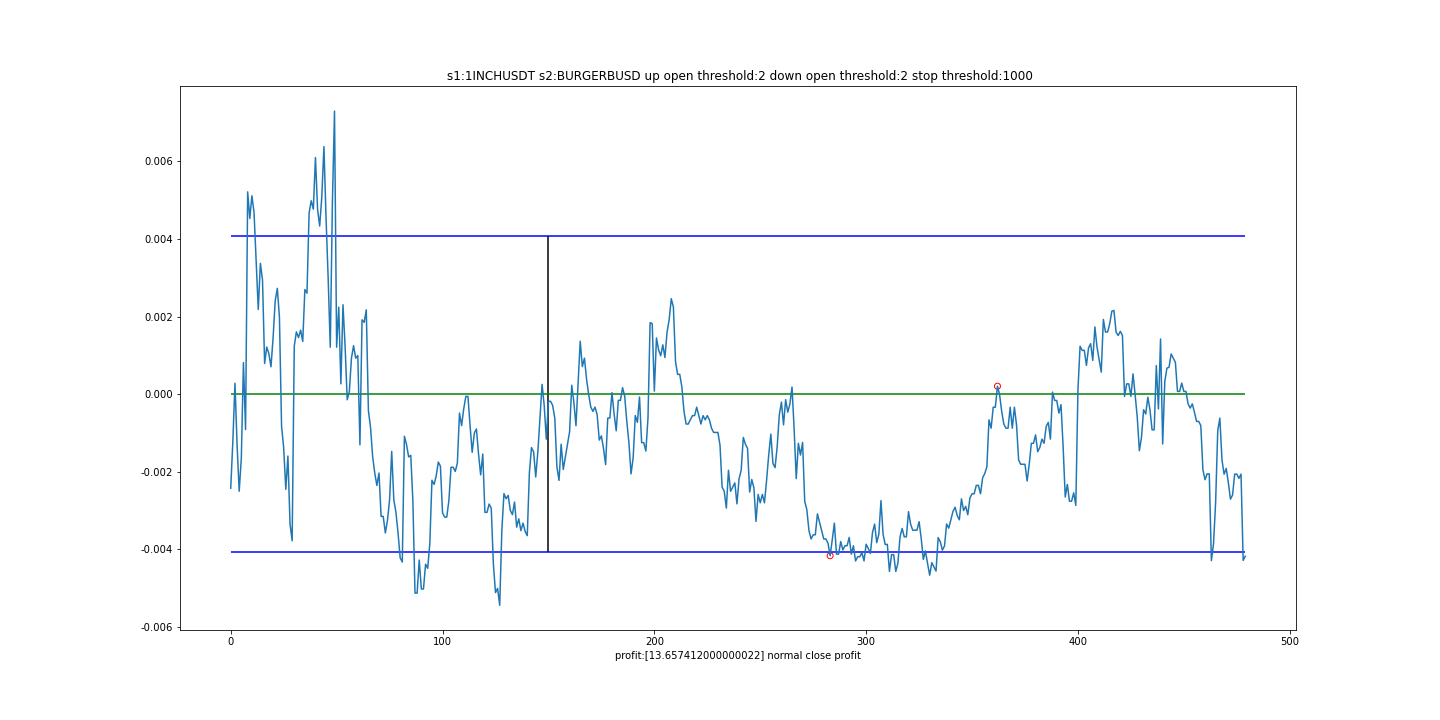 s1:1INCHUSDT s2:BURGERBUSD up open threshold:2 down open threshold:2 stop threshold:1000
0.006
0.004
0.002
0.000
-0.002
-0.004
-0.006
0 100 200 300 400 500
profit:[13.657412000000022] normal close profit